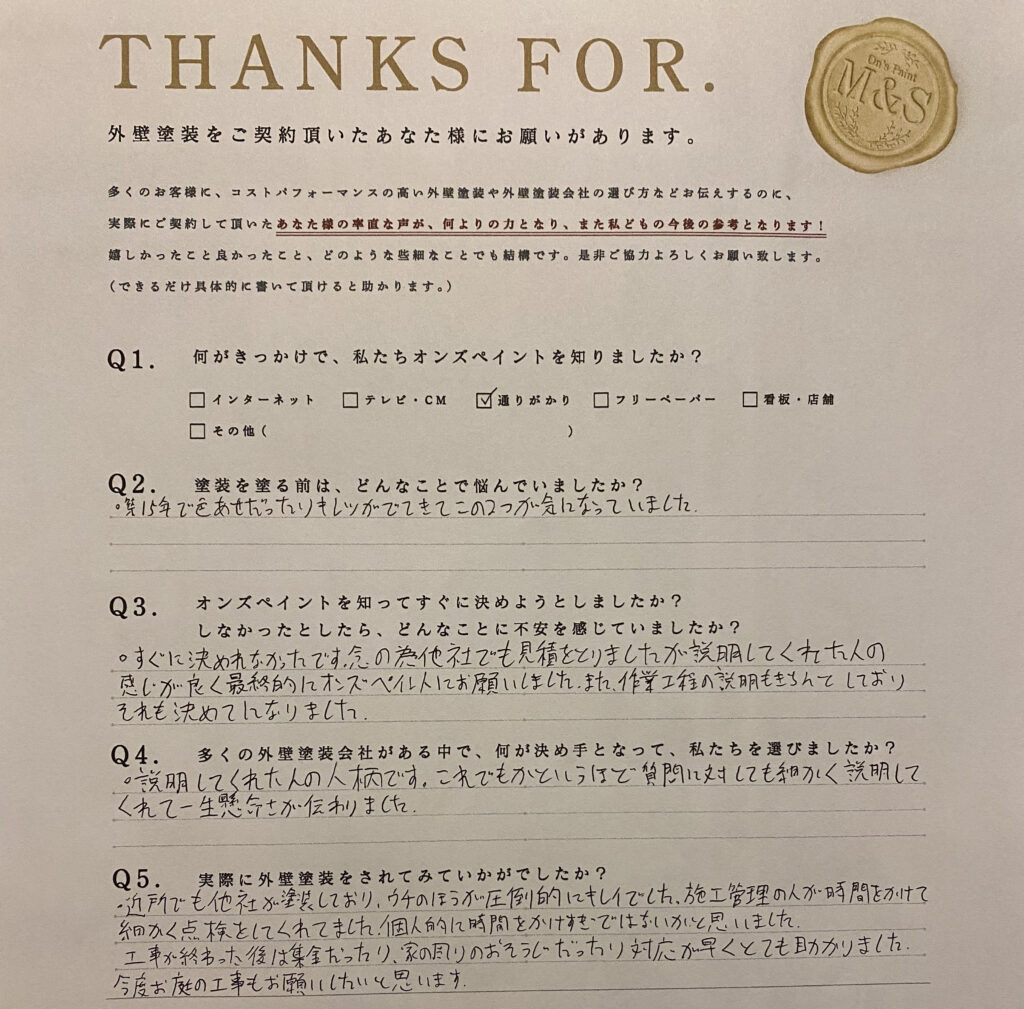 THANKS FOR.
On's Paint
M&S
外壁塗装をご契約頂いたあなた様にお願いがあります。
多くのお客様に、コストパフォーマンスの高い外壁塗装や外壁塗装会社の選び方などお伝えするのに、
実際にご契約して頂いたあなた様の率直な声が、何よりの力となり、また私どもの今後の参考となります！
嬉しかったこと良かったこと、どのような些細なことでも結構です。是非ご協力よろしくお願い致します。
（できるだけ具体的に書いて頂けると助かります。）
Q1. 何がきっかけで、私たちオンズペイントを知りましたか？
□インターネット □テレビ・CM ☑通りがかり □フリーペーパー □看板・店舗
□その他（ ）
Q2. 塗装を塗る前は、どんなことで悩んでいましたか？
・築15年で色あせだったりキレツがでてきてこの2つが気になっていました.
Q3. オンズペイントを知ってすぐに決めようとしましたか？
しなかったとしたら、どんなことに不安を感じていましたか？
。すぐに決めれなかったです。念の為他社でも見積をとりましたが説明してくれた人の
感じが良く最終的にオンズペイントにお願いしました.また、作業工程の説明もきちんとしており
それも決めてになりました.
Q4. 多くの外壁塗装会社がある中で、何が決め手となって、私たちを選びましたか？
。説明してくれた人の人柄です。これでもかというほど質問に対しても細かく説明して
くれて一生懸命さが伝わりました.
Q5. 実際に外壁塗装をされてみていかがでしたか？
・近所でも他社が塗装しており、ウチのほうが圧倒的にキレイでした、施工管理の人が時間をかけて
細かく点検をしてくれてました.個人的に時間をかけすぎではないかと思いました.
工事が終わった後は集金だったり、家の周りのおそうじだったり対応が早くとても助かりました.
今度お庭の工事もお願いしたいと思います.